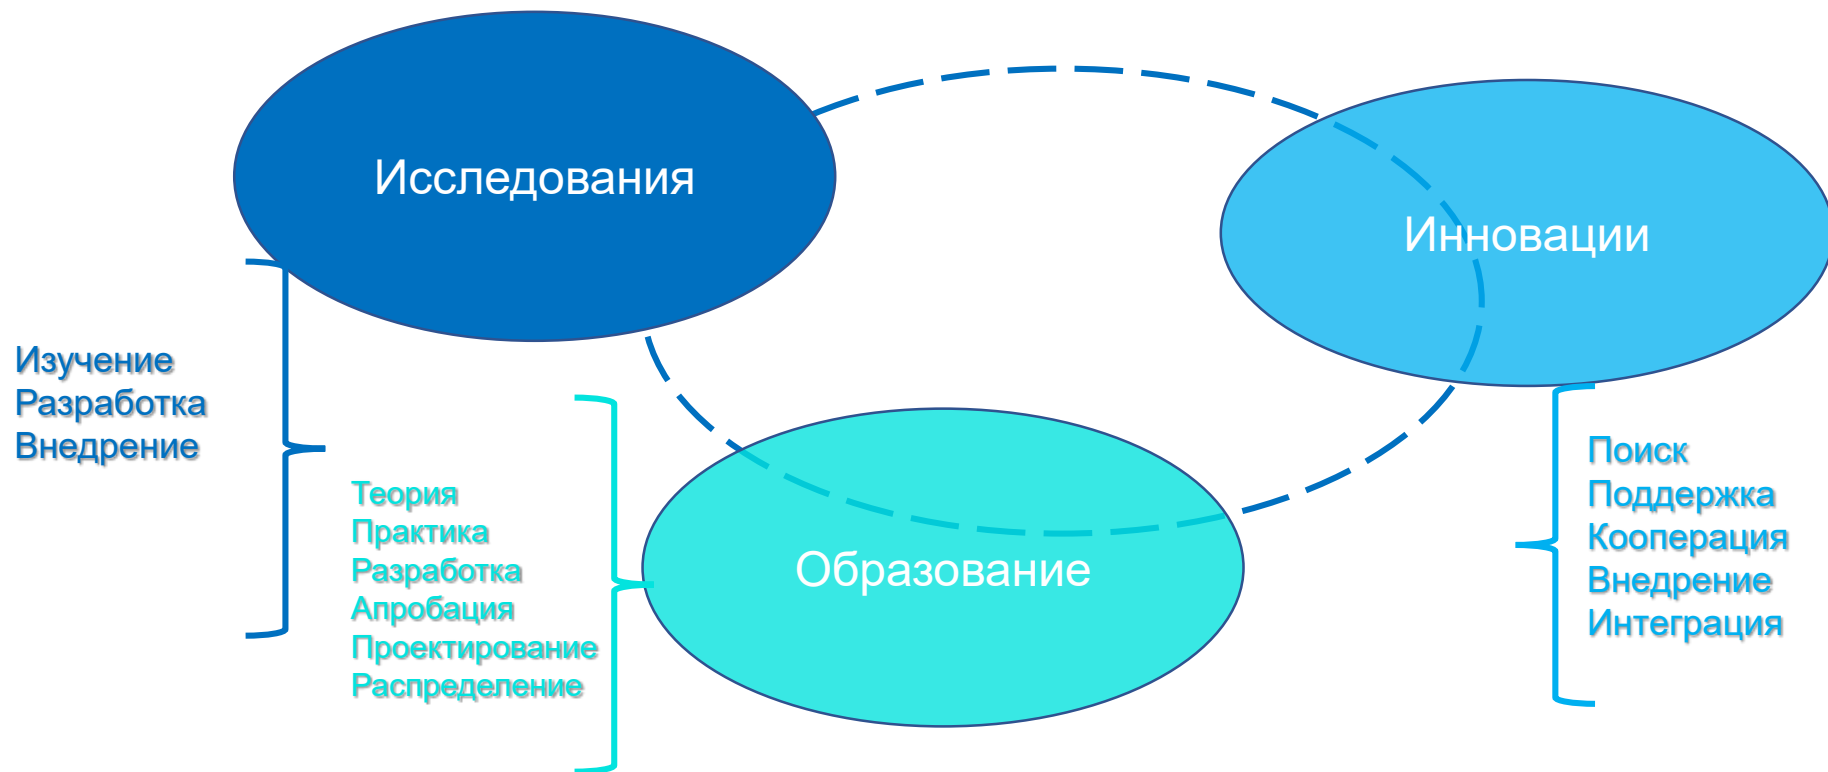 Исследования
Инновации
Изучение
Разработка
Внедрение
Теория
Практика
Разработка
Апробация
Проектирование
Распределение
Образование
Поиск
Поддержка
Кооперация
Внедрение
Интеграция